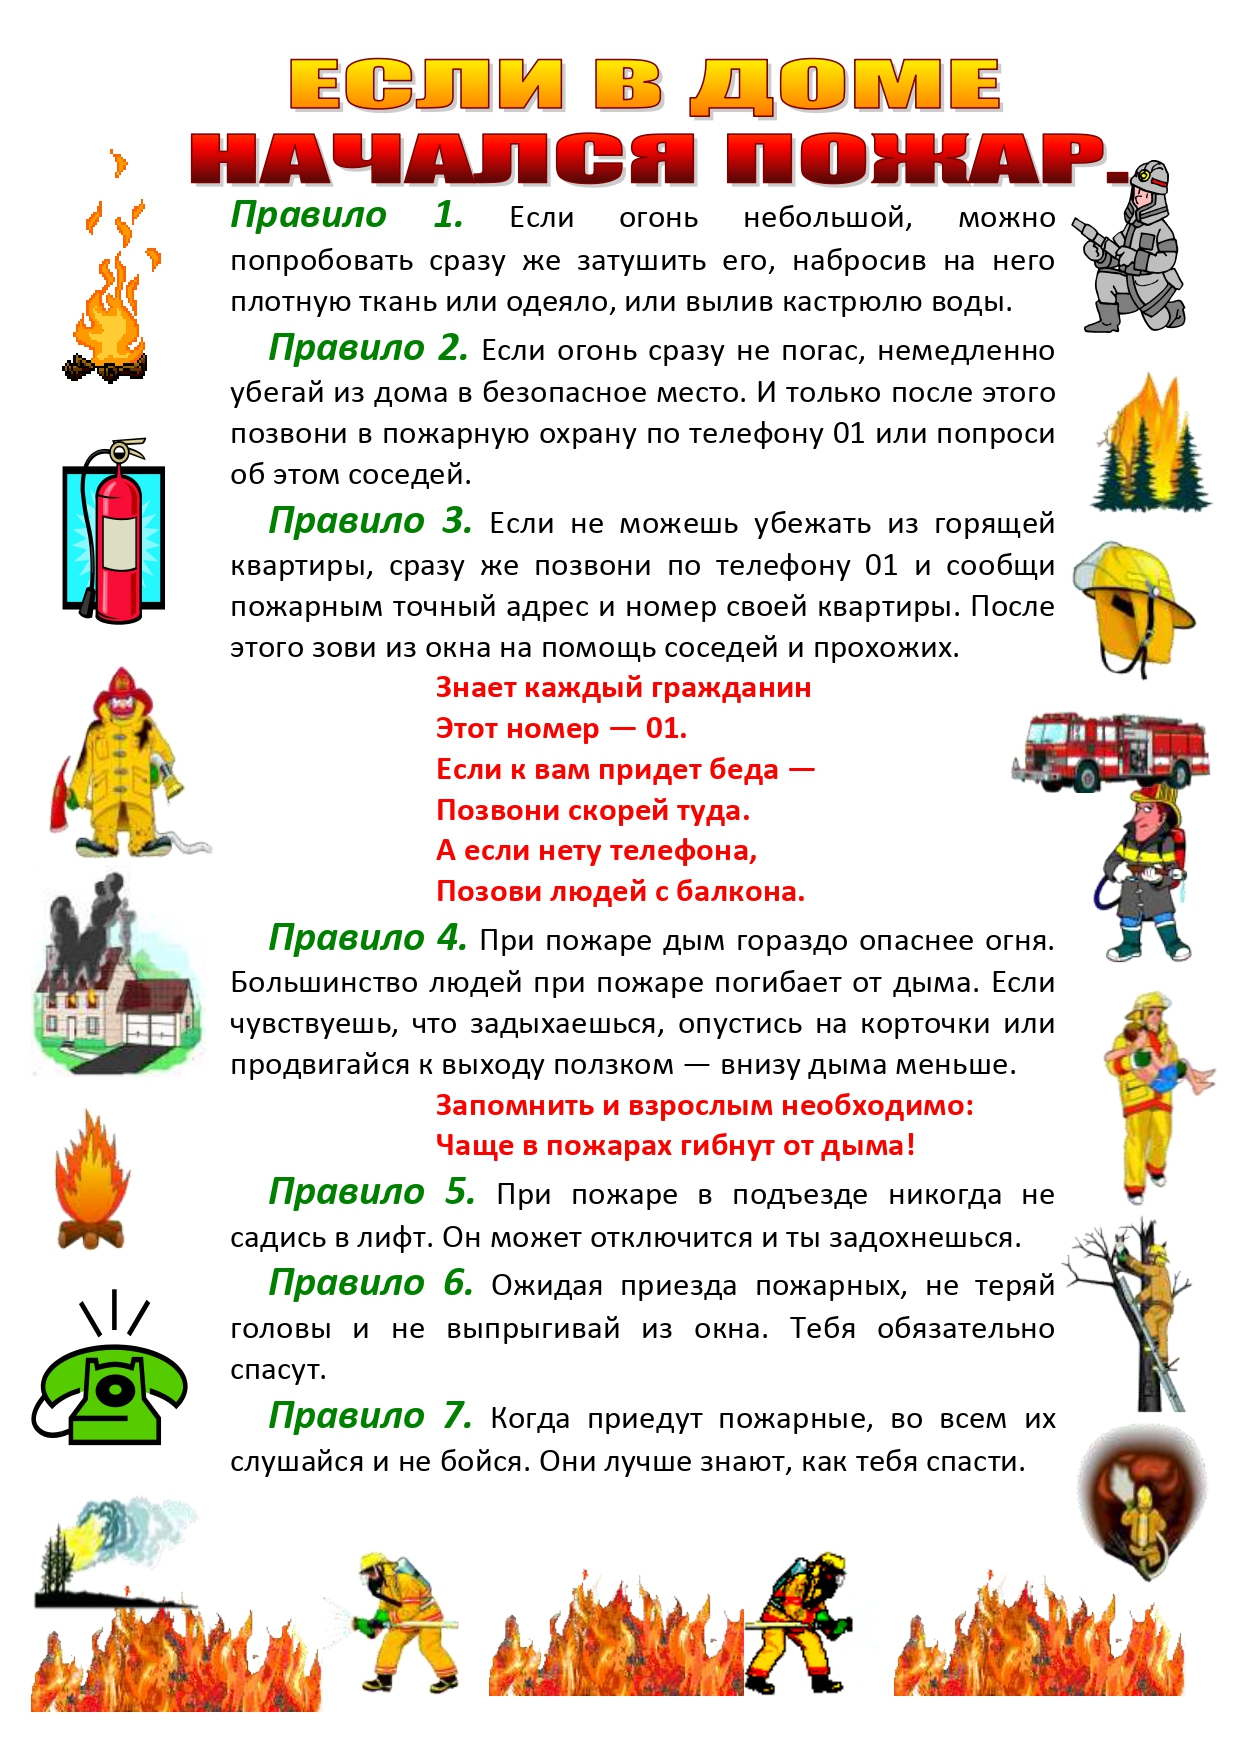 ЕСЛИ В ДОМЕ
НАЧАЛСЯ ПОЖАР.
Правило 1. Если огонь небольшой, можно
попробовать сразу же затушить его, набросив на него
плотную ткань или одеяло, или вылив кастрюлю воды.
Правило 2. Если огонь сразу не погас, немедленно
убегай из дома в безопасное место. И только после этого
позвони в пожарную охрану по телефону 01 или попроси
об этом соседей.
Правило 3. Если не можешь убежать из горящей
квартиры, сразу же позвони по телефону 01 и сообщи
пожарным точный адрес и номер своей квартиры. После
этого зови из окна на помощь соседей и прохожих.
Знает каждый гражданин
Этот номер — 01.
Если к вам придет беда —
Позвони скорей туда.
А если нету телефона,
Позови людей с балкона.
Правило 4. При пожаре дым гораздо опаснее огня.
Большинство людей при пожаре погибает от дыма. Если
чувствуешь, что задыхаешься, опустись на корточки или
продвигайся к выходу ползком — внизу дыма меньше.
Запомнить и взрослым необходимо:
Чаще в пожарах гибнут от дыма!
Правило 5. При пожаре в подъезде никогда не
садись в лифт. Он может отключится и ты задохнешься.
Правило 6. Ожидая приезда пожарных, не теряй
головы и не выпрыгивай из окна. Тебя обязательно
спасут.
Правило 7. Когда приедут пожарные, во всем их
слушайся и не бойся. Они лучше знают, как тебя спасти.